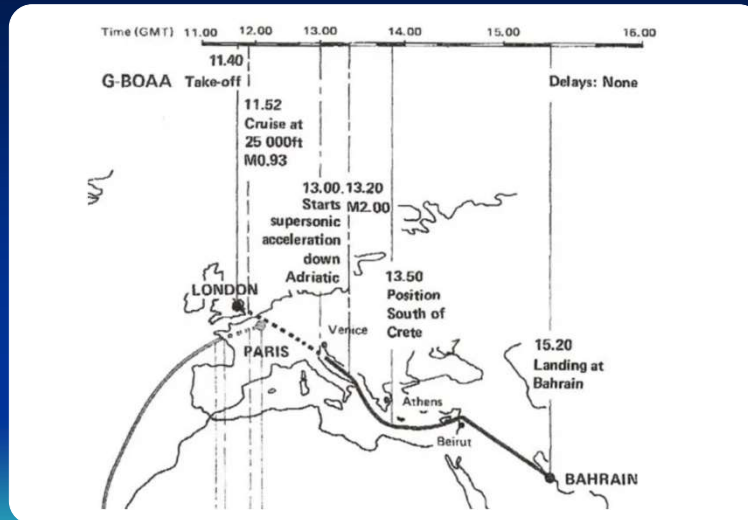 Time (GMT) 11.00 12.00 13.00 14.00 15.00 16.00
11.40
G-BOAA Take-off
Delays: None
11.52
Cruise at
25 000ft
M0.93
13.00.
Starts
supersonic
acceleration
down
Adriatic
13.20
M2.00
13.50
Position
South of
Crete
15.20
Landing at
Bahrain
LONDON
PARIS
Venice
Athens
Beirut
BAHRAIN